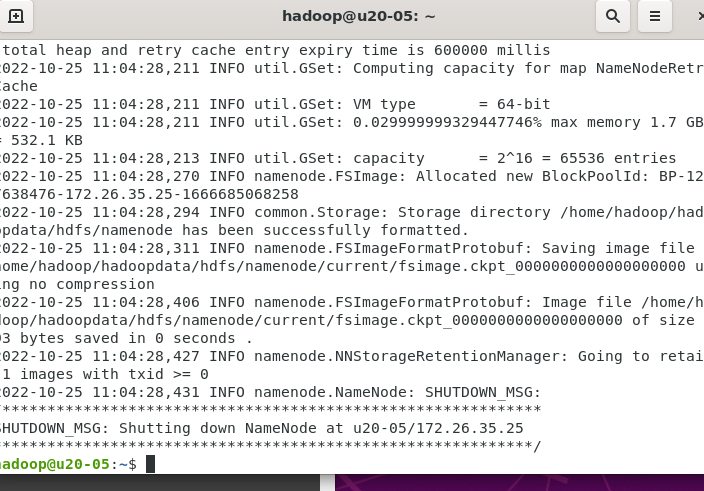 hadoop@u20-05: ~
total heap and retry cache entry expiry time is 600000 millis
2022-10-25 11:04:28,211 INFO util.GSet: Computing capacity for map NameNodeRetr
Cache
2022-10-25 11:04:28,211 INFO util.GSet: VM type       = 64-bit
2022-10-25 11:04:28,211 INFO util.GSet: 0.029999999329447746% max memory 1.7 GB
= 532.1 KB
2022-10-25 11:04:28,213 INFO util.GSet: capacity      = 2^16 = 65536 entries
2022-10-25 11:04:28,270 INFO namenode.FSImage: Allocated new BlockPoolId: BP-12
7638476-172.26.35.25-1666685068258
2022-10-25 11:04:28,294 INFO common.Storage: Storage directory /home/hadoop/had
opdata/hdfs/namenode has been successfully formatted.
2022-10-25 11:04:28,311 INFO namenode.FSImageFormatProtobuf: Saving image file
home/hadoop/hadoopdata/hdfs/namenode/current/fsimage.ckpt_0000000000000000000 u
ing no compression
2022-10-25 11:04:28,406 INFO namenode.FSImageFormatProtobuf: Image file /home/h
doop/hadoopdata/hdfs/namenode/current/fsimage.ckpt_0000000000000000000 of size
03 bytes saved in 0 seconds .
2022-10-25 11:04:28,427 INFO namenode.NNStorageRetentionManager: Going to retai
1 images with txid >= 0
2022-10-25 11:04:28,431 INFO namenode.NameNode: SHUTDOWN_MSG:
/************************************************************
SHUTDOWN_MSG: Shutting down NameNode at u20-05/172.26.35.25
************************************************************/
hadoop@u20-05:~$